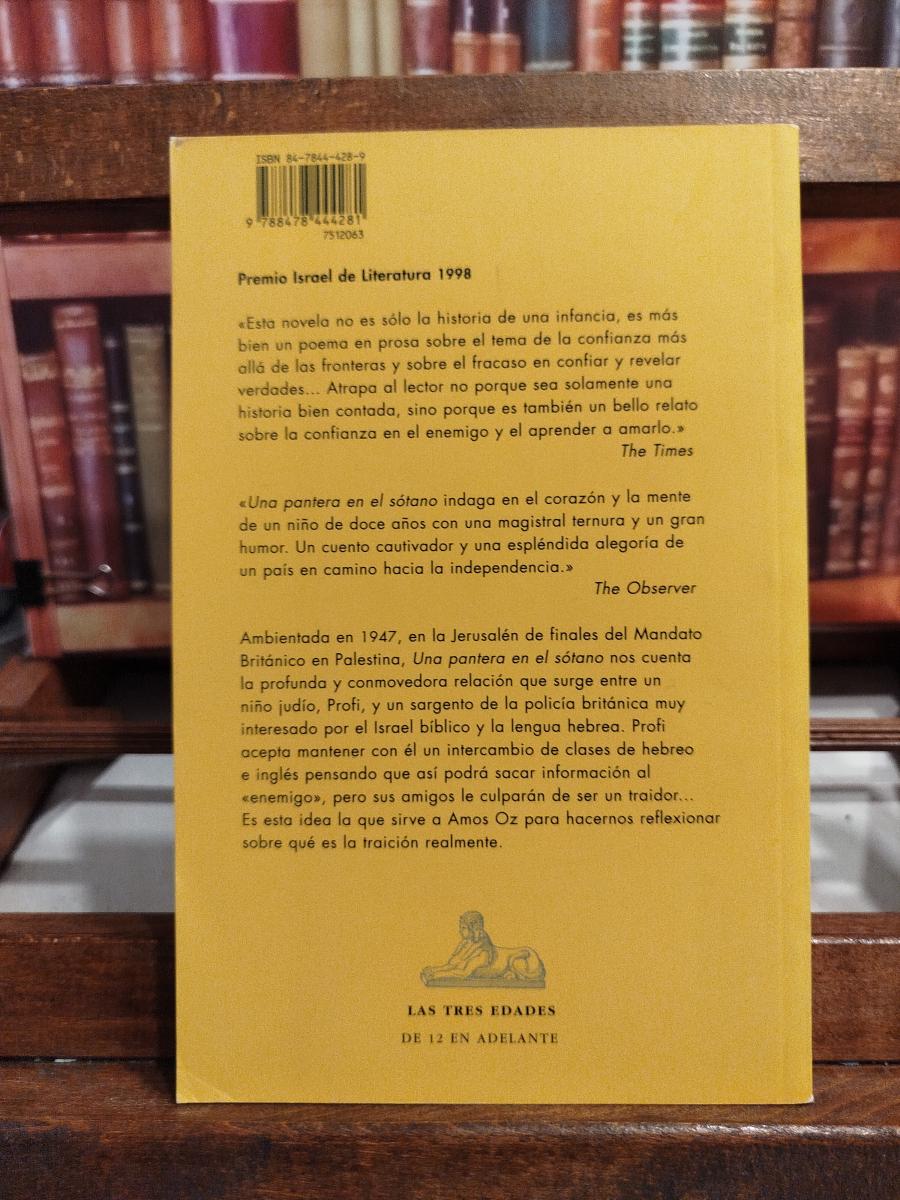 ISBN 84-7844-428-9
9 788478 444281
7512063
Premio Israel de Literatura 1998
«Esta novela no es sólo la historia de una infancia, es más
bien un poema en prosa sobre el tema de la confianza más
allá de las fronteras y sobre el fracaso en confiar y revelar
verdades... Atrapa al lector no porque sea solamente una
historia bien contada, sino porque es también un bello relato
sobre la confianza en el enemigo y el aprender a amarlo.»
The Times
«Una pantera en el sótano indaga en el corazón y la mente
de un niño de doce años con una magistral ternura y un gran
humor. Un cuento cautivador y una espléndida alegoría de
un país en camino hacia la independencia.»
The Observer
Ambientada en 1947, en la Jerusalén de finales del Mandato
Británico en Palestina, Una pantera en el sótano nos cuenta
la profunda y conmovedora relación que surge entre un
niño judío, Profi, y un sargento de la policía británica muy
interesado por el Israel bíblico y la lengua hebrea. Profi
acepta mantener con él un intercambio de clases de hebreo
e inglés pensando que así podrá sacar información al
«enemigo», pero sus amigos le culparán de ser un traidor...
Es esta idea la que sirve a Amos Oz para hacernos reflexionar
sobre qué es la traición realmente.
LAS TRES EDADES
DE 12 EN ADELANTE